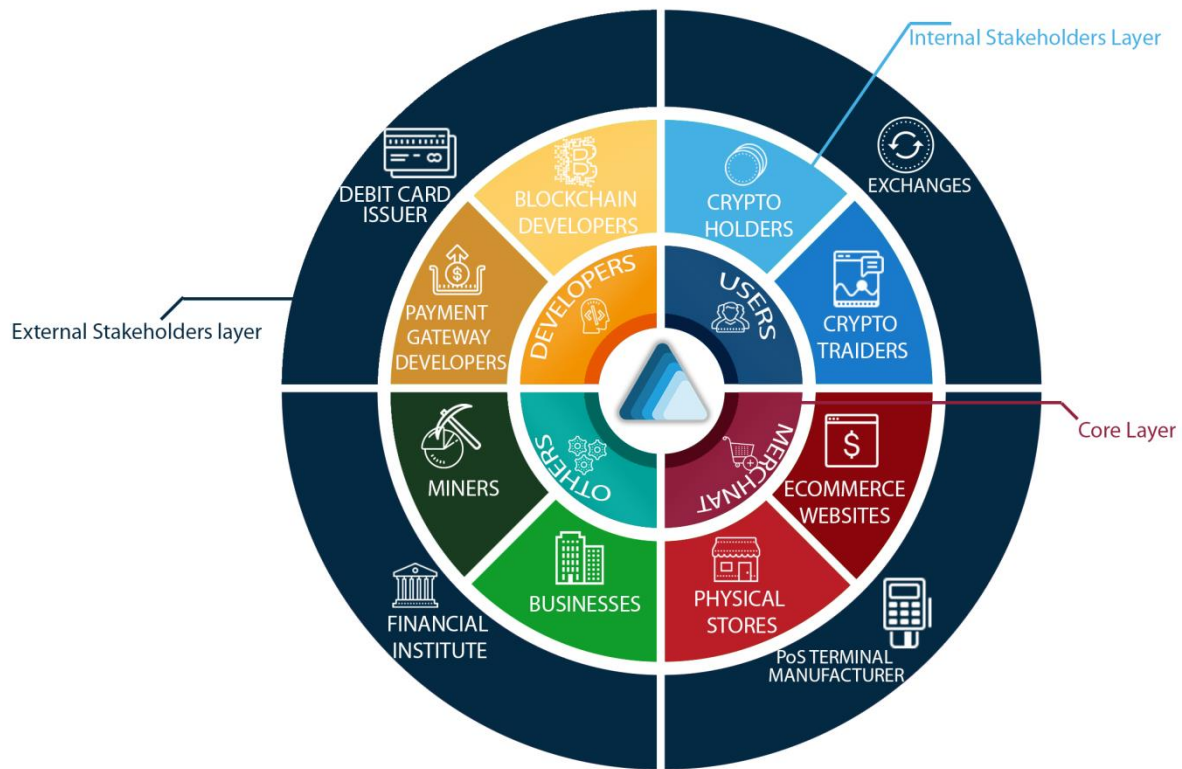 Internal Stakeholders Layer
DEBIT CARD
ISSUER
BLOCKCHAIN
DEVELOPERS
CRYPTO
HOLDERS
EXCHANGES
PAYMENT
GATEWAY
DEVELOPERS
DEVELOPERS
USERS
CRYPTO
TRAIDERS
External Stakeholders layer
Core Layer
MINERS
OTHERS
MERCHNAT
ECOMMERCE
WEBSITES
BUSINESSES
PHYSICAL
STORES
FINANCIAL
INSTITUTE
PoS TERMINAL
MANUFACTURER